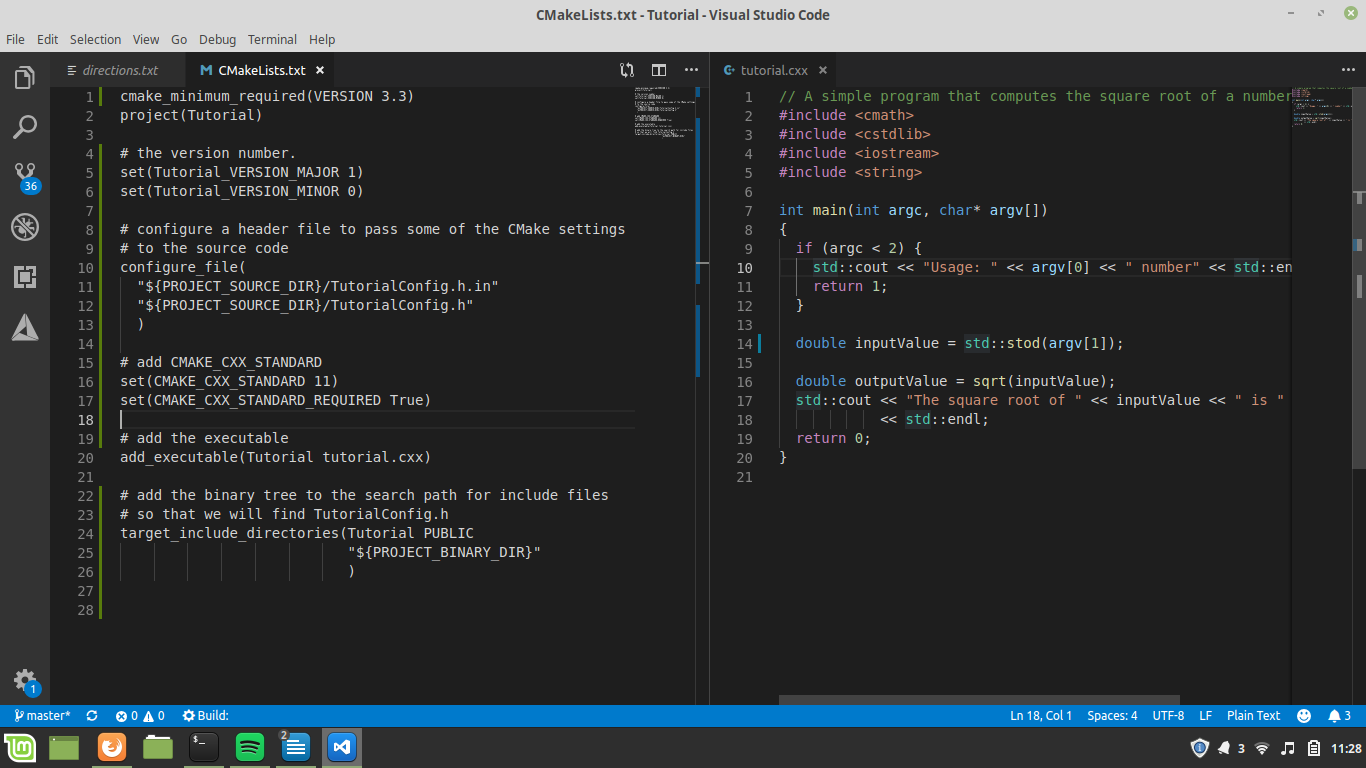 CMakeLists.txt - Tutorial - Visual Studio Code
File Edit Selection View Go Debug Terminal Help
directions.txt
CMakeLists.txt
1 cmake_minimum_required(VERSION 3.3)
2 project(Tutorial)
3
4 # the version number.
5 set(Tutorial_VERSION_MAJOR 1)
6 set(Tutorial_VERSION_MINOR 0)
7
8 # configure a header file to pass some of the CMake settings
9 # to the source code
10 configure_file(
11 "${PROJECT_SOURCE_DIR}/TutorialConfig.h.in"
12 "${PROJECT_SOURCE_DIR}/TutorialConfig.h"
13 )
14
15 # add CMAKE_CXX_STANDARD
16 set(CMAKE_CXX_STANDARD 11)
17 set(CMAKE_CXX_STANDARD_REQUIRED True)
18
19 # add the executable
20 add_executable(Tutorial tutorial.cxx)
21
22 # add the binary tree to the search path for include files
23 # so that we will find TutorialConfig.h
24 target_include_directories(Tutorial PUBLIC
25 "${PROJECT_BINARY_DIR}"
26 )
27
28
tutorial.cxx
1 // A simple program that computes the square root of a number
2 #include <cmath>
3 #include <cstdlib>
4 #include <iostream>
5 #include <string>
6
7 int main(int argc, char* argv[])
8 {
9 if (argc < 2) {
10 std::cout << "Usage: " << argv[0] << " number" << std::en
11 return 1;
12 }
13
14 double inputValue = std::stod(argv[1]);
15
16 double outputValue = sqrt(inputValue);
17 std::cout << "The square root of " << inputValue << " is "
18 << std::endl;
19 return 0;
20 }
21
36
1
master* 0 0 Build: Ln 18, Col 1 Spaces: 4 UTF-8 LF Plain Text 3
2
3 11:28